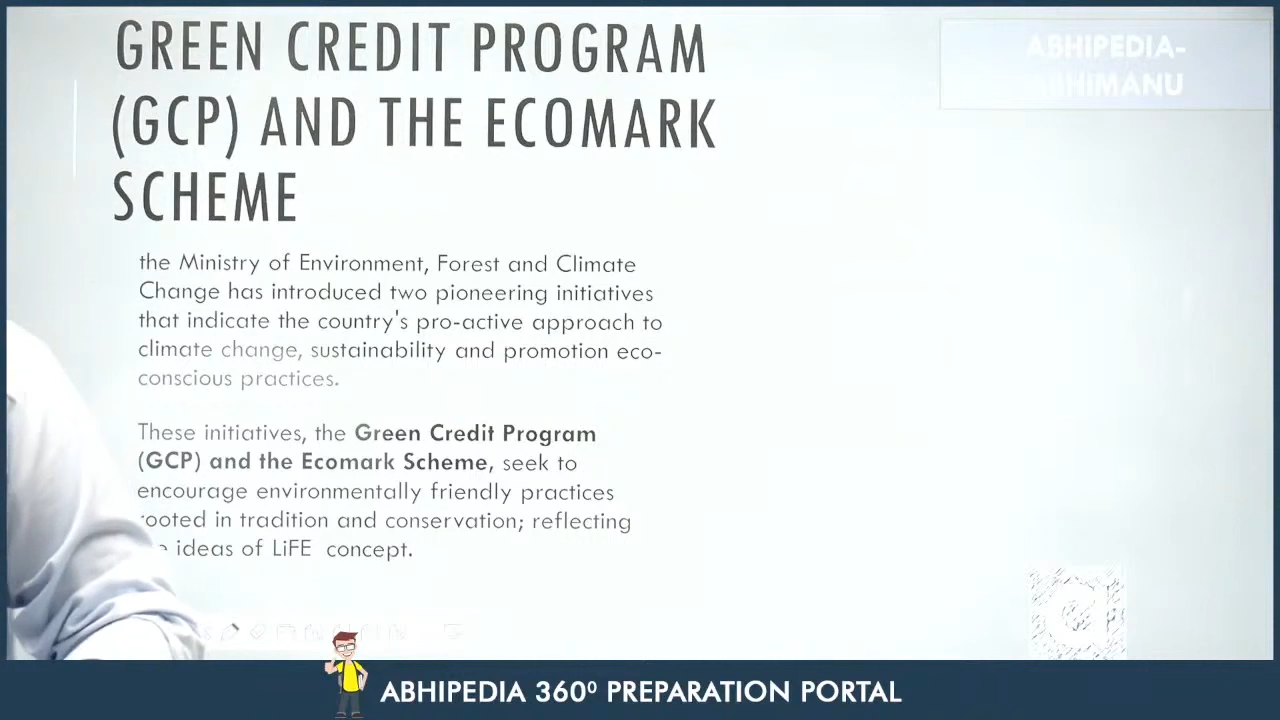 GREEN CREDIT PROGRAM
(GCP) AND THE ECOMARK
SCHEME
ABHIPEDIA-
ABHIMANU
the Ministry of Environment, Forest and Climate
Change has introduced two pioneering initiatives
that indicate the country's pro-active approach to
climate change, sustainability and promotion eco-
conscious practices.
These initiatives, the Green Credit Program
(GCP) and the Ecomark Scheme, seek to
encourage environmentally friendly practices
rooted in tradition and conservation; reflecting
ideas of LiFE concept.
ABHIPEDIA 360⁰ PREPARATION PORTAL